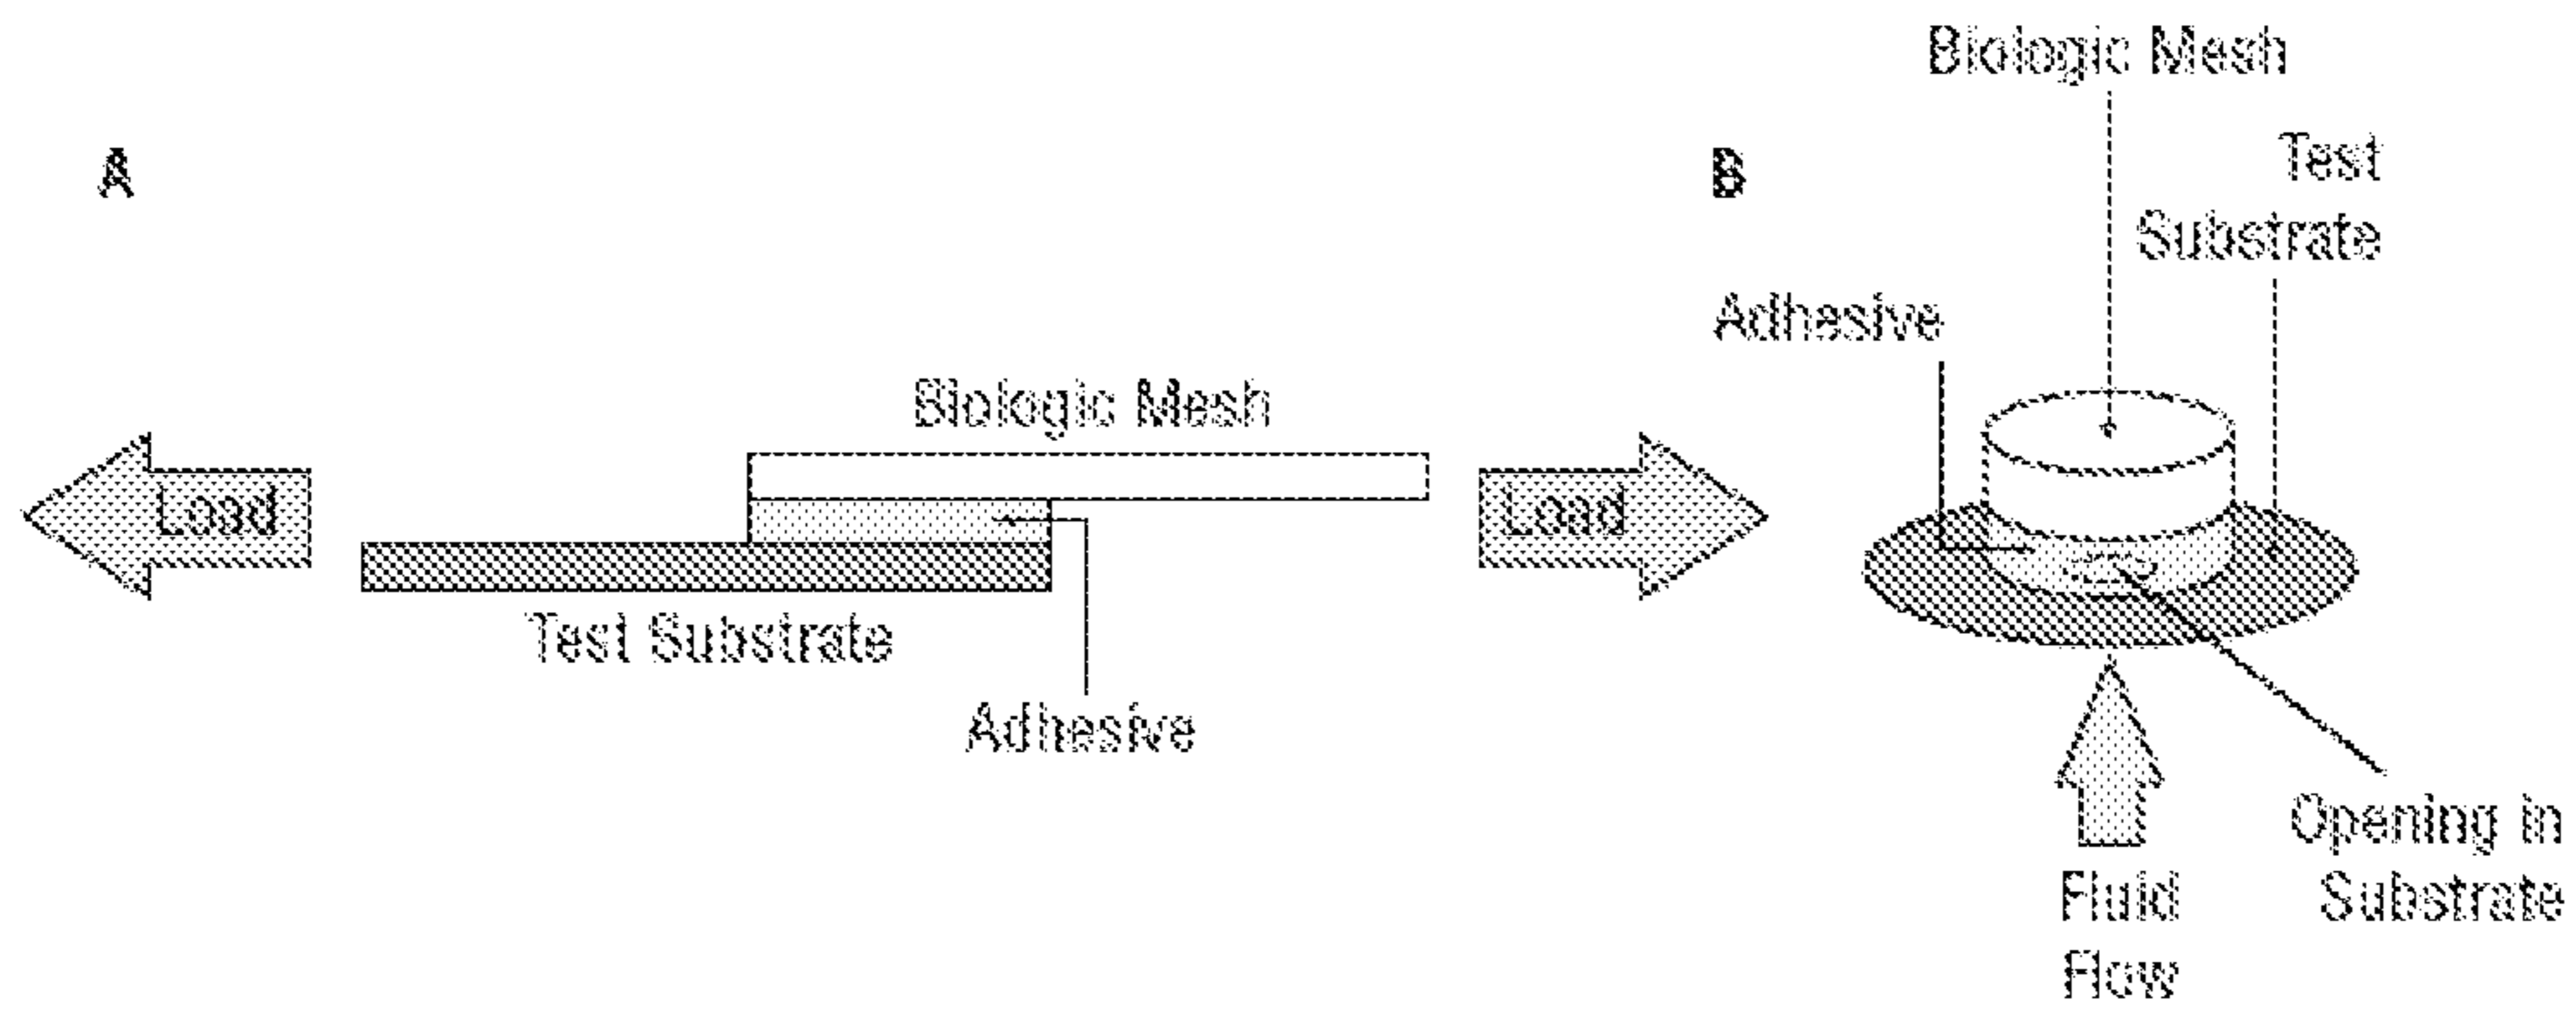 A
Load
Biologic Mesh
Load
Test Substrate
Adhesive
B
Biologic Mesh
Test
Substrate
Adhesive
Opening in
Substrate
Fluid
Flow